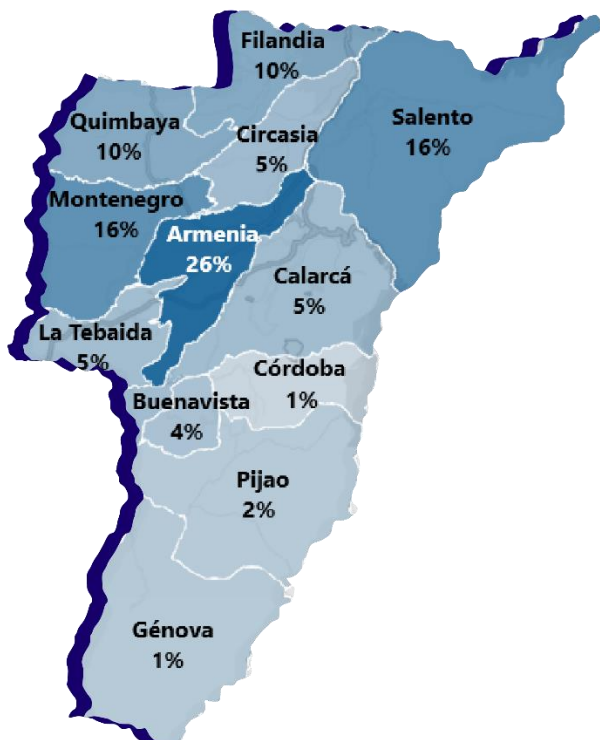 Filandia
10%
Quimbaya
10%
Circasia
5%
Salento
16%
Montenegro
16%
Armenia
26%
Calarcá
5%
La Tebaida
5%
Córdoba
1%
Buenavista
4%
Pijao
2%
Génova
1%